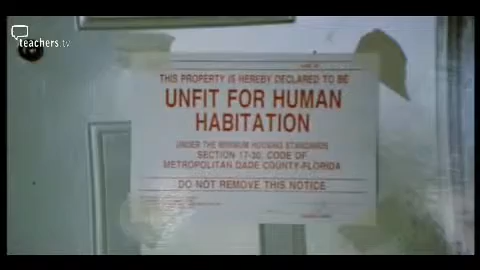 teachers.tv
THIS PROPERTY IS HEREBY DECLARED TO BE
UNFIT FOR HUMAN
HABITATION
UNDER THE MINIMUM HOUSING STANDARDS
SECTION 17-30, CODE OF
METROPOLITAN DADE COUNTY-FLORIDA
DO NOT REMOVE THIS NOTICE